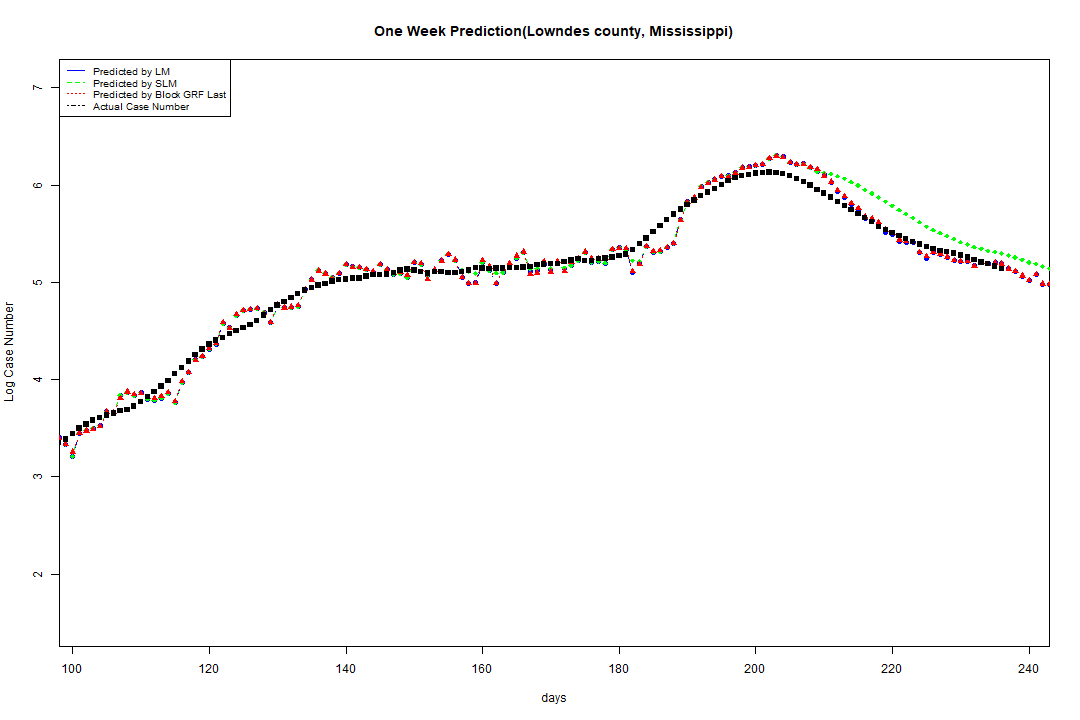 One Week Prediction(Lowndes county, Mississippi)
Predicted by LM
Predicted by SLM
Predicted by Block GRF Last
Actual Case Number
7
6
5
4
3
2
Log Case Number
100 120 140 160 180 200 220 240
days